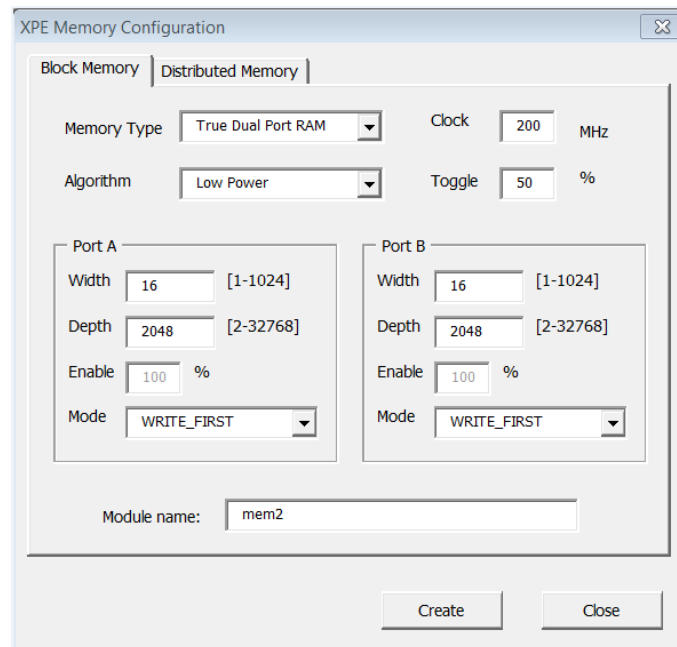 XPE Memory Configuration
Block Memory Distributed Memory
Memory Type True Dual Port RAM Clock 200 MHz
Algorithm Low Power Toggle 50 %
Port A Port B
Width 16 [1-1024] Width 16 [1-1024]
Depth 2048 [2-32768] Depth 2048 [2-32768]
Enable 100 % Enable 100 %
Mode WRITE_FIRST Mode WRITE_FIRST
Module name: mem2
Create Close